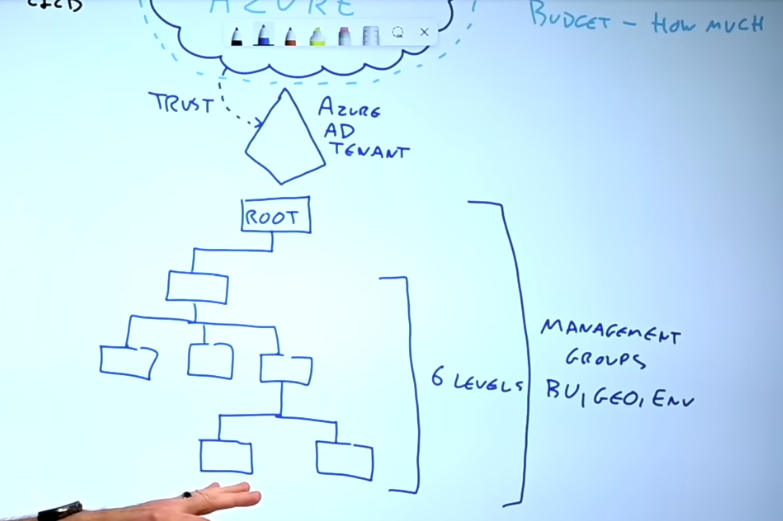 AZURE
BUDGET - HOW MUCH
TRUST
AZURE
AD
TENANT
ROOT
6 LEVELS
MANAGEMENT
GROUPS
BU, GEO, ENV